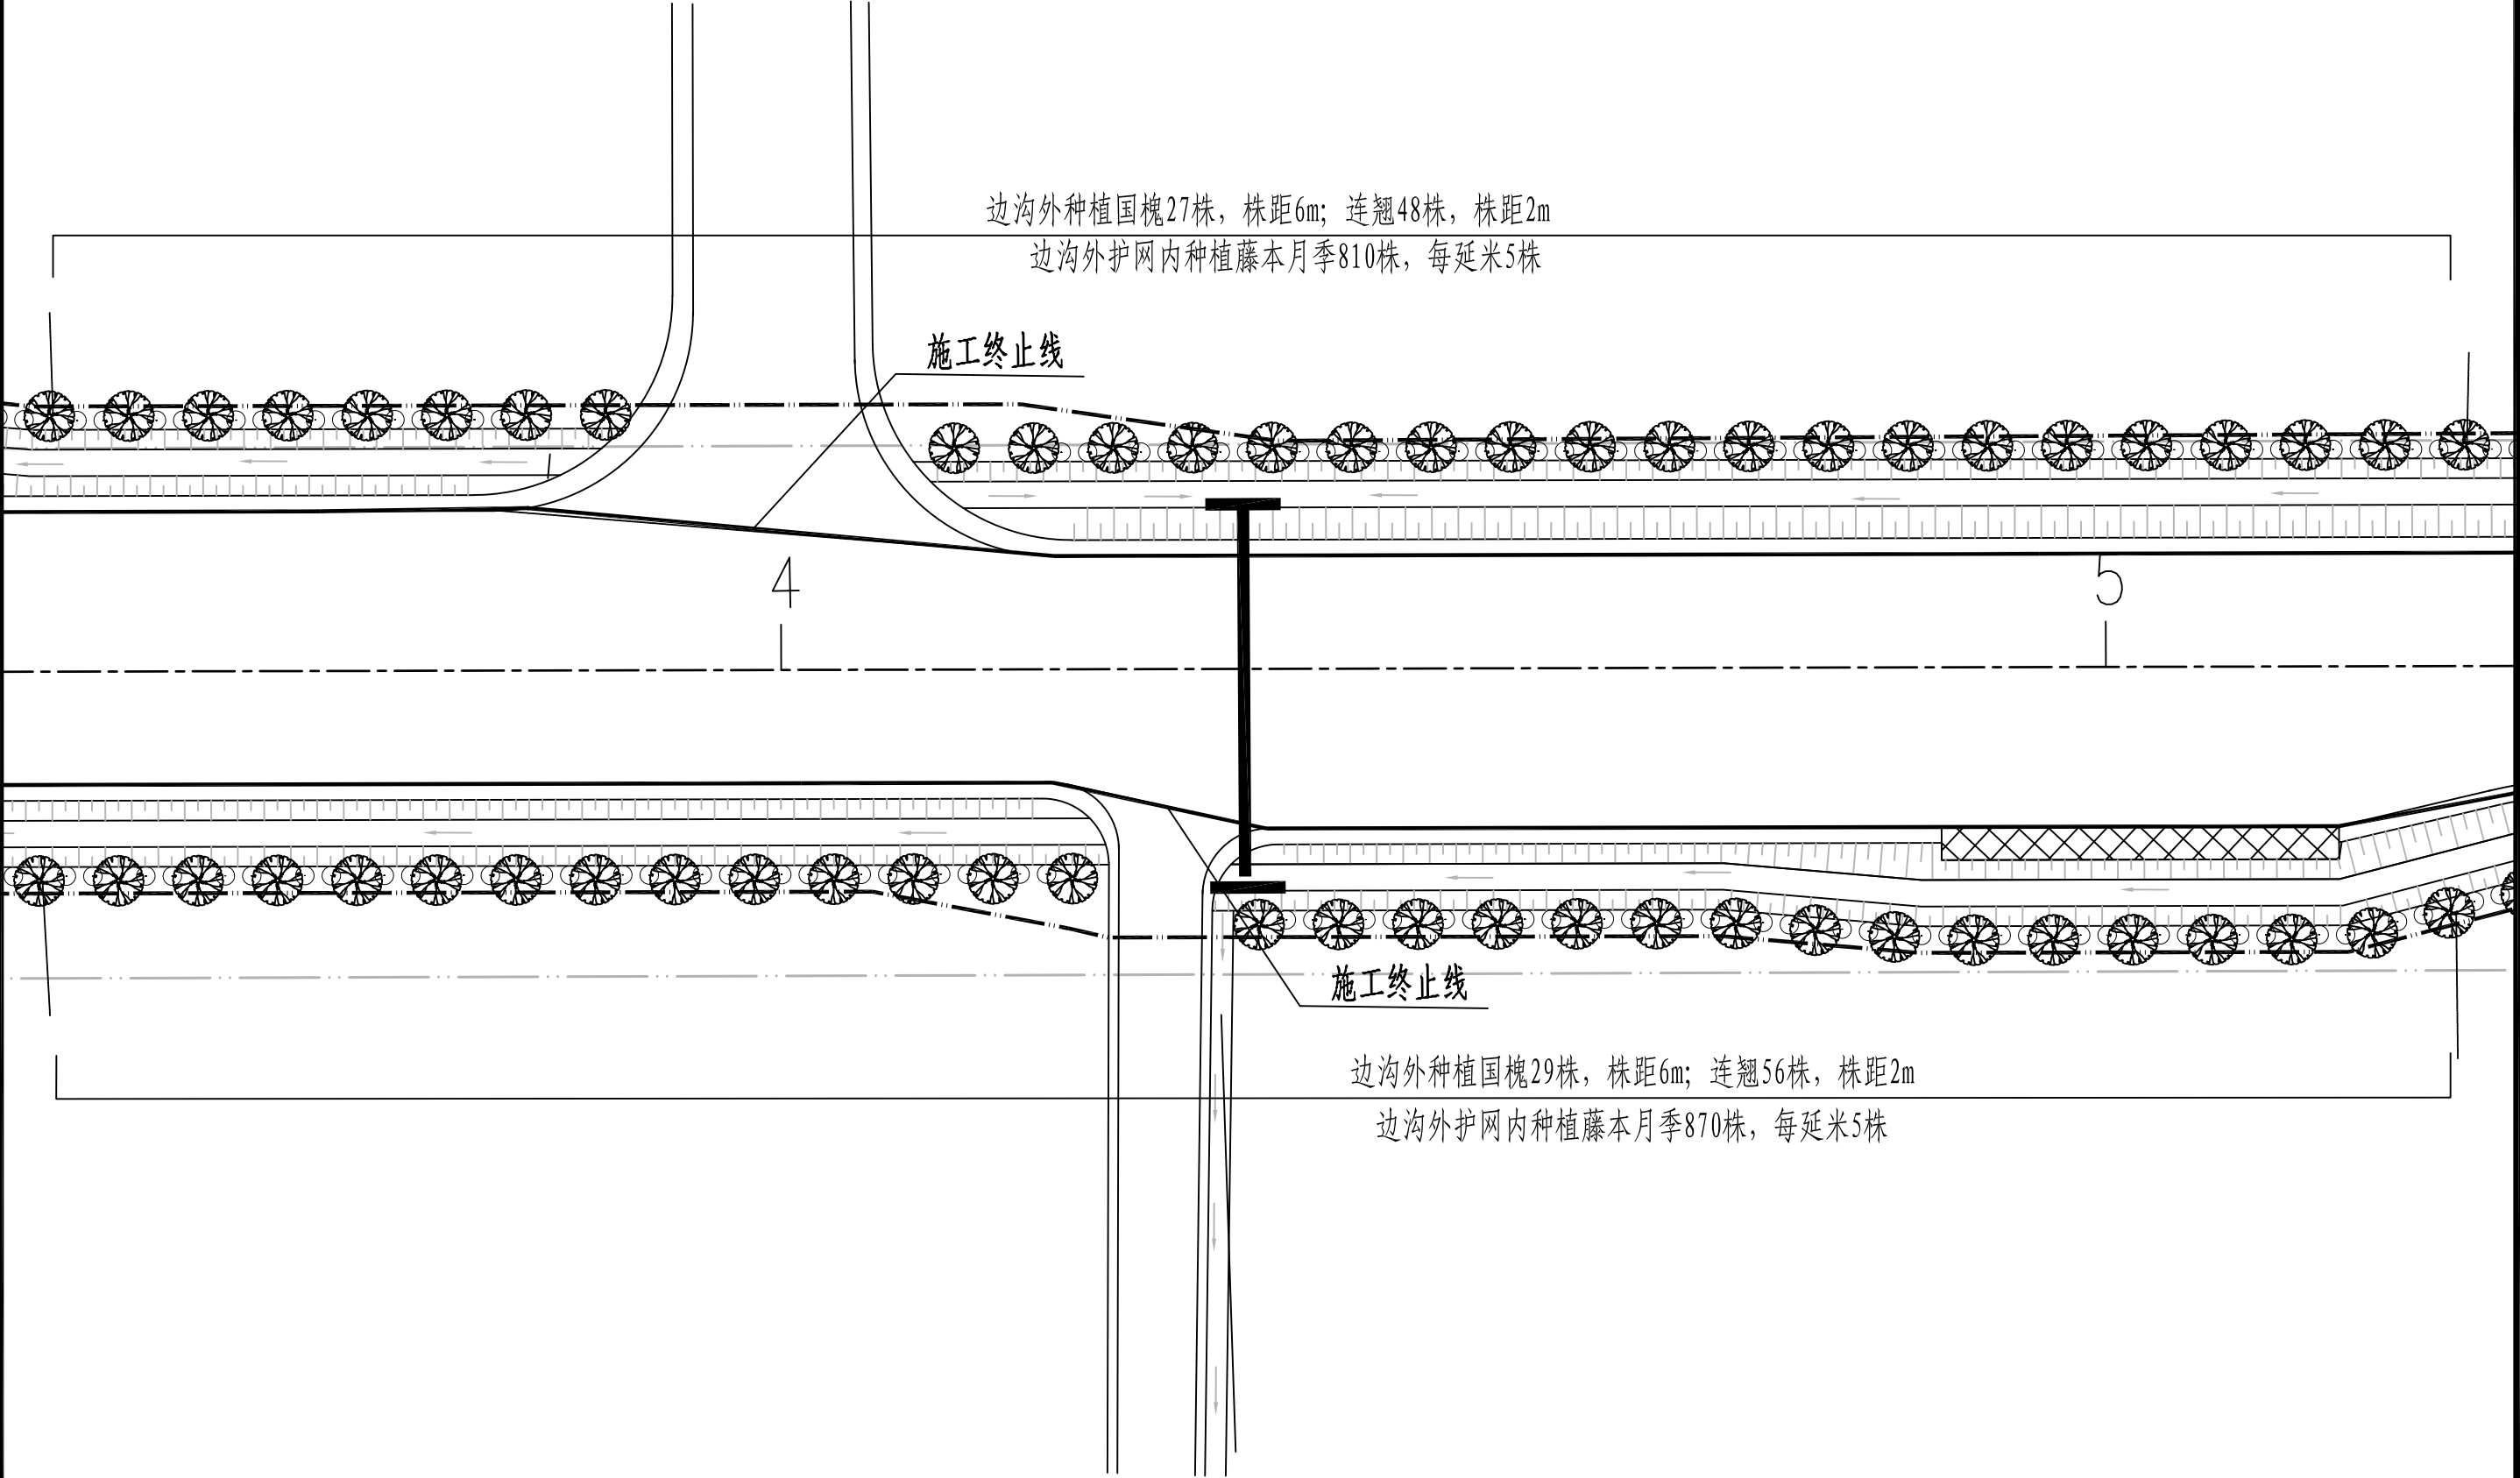 边沟外种植国槐27株，株距6m；连翘48株，株距2m
边沟外护网内种植藤本月季810株，每延米5株
施工终止线
4
5
施工终止线
边沟外种植国槐29株，株距6m；连翘56株，株距2m
边沟外护网内种植藤本月季870株，每延米5株